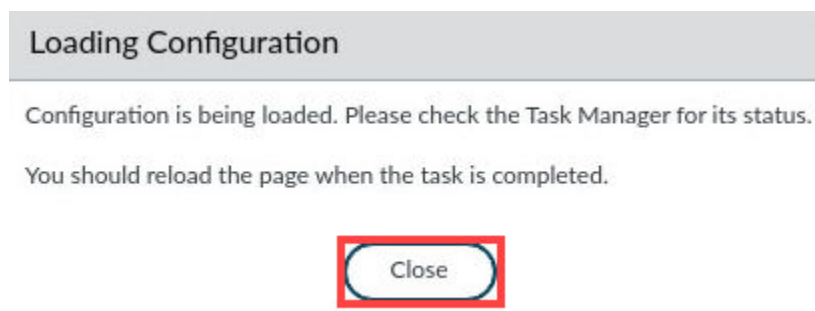 Loading Configuration
Configuration is being loaded. Please check the Task Manager for its status.
You should reload the page when the task is completed.
Close